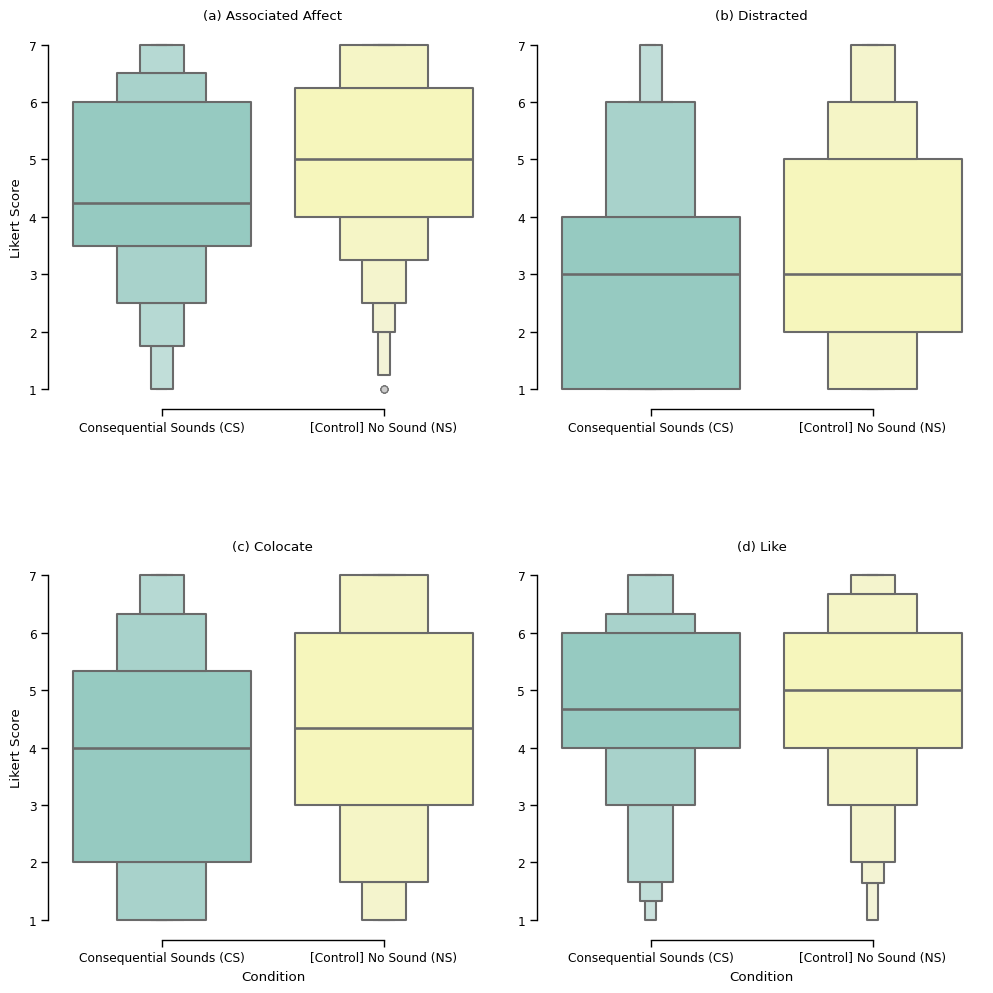 (a) Associated Affect
(b) Distracted
Likert Score
7
6
5
4
3
2
1
7
6
5
4
3
2
1
Consequential Sounds (CS)
[Control] No Sound (NS)
Consequential Sounds (CS)
[Control] No Sound (NS)
(c) Colocate
(d) Like
Likert Score
7
6
5
4
3
2
1
7
6
5
4
3
2
1
Consequential Sounds (CS)
[Control] No Sound (NS)
Consequential Sounds (CS)
[Control] No Sound (NS)
Condition
Condition